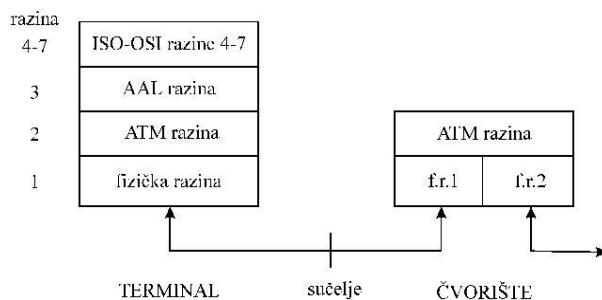 razina
4-7 ISO-OSI razine 4-7
3 AAL razina
2 ATM razina ATM razina
1 fizička razina f.r.1 f.r.2
TERMINAL sučelje ČVORIŠTE